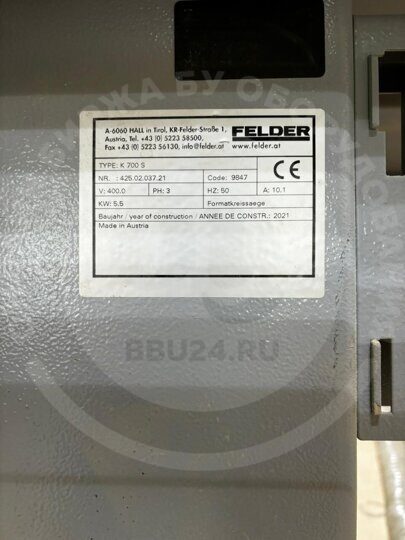 A-6060 HALL in Tirol, KR-Felder-Straße 1,
Austria, Tel. +43 (0) 5223 58500,
Fax +43 (0) 5223 56130, info@felder.at
FELDER
www.felder.at
TYPE: K 700 S
NR. : 425.02.037.21 Code: 9847
V: 400.0 PH: 3 HZ: 50 A: 10.1
KW: 5.5 Formatkreissaege
CE
Baujahr / year of construction / ANNEE DE CONSTR.: 2021
Made in Austria
BBU24.RU